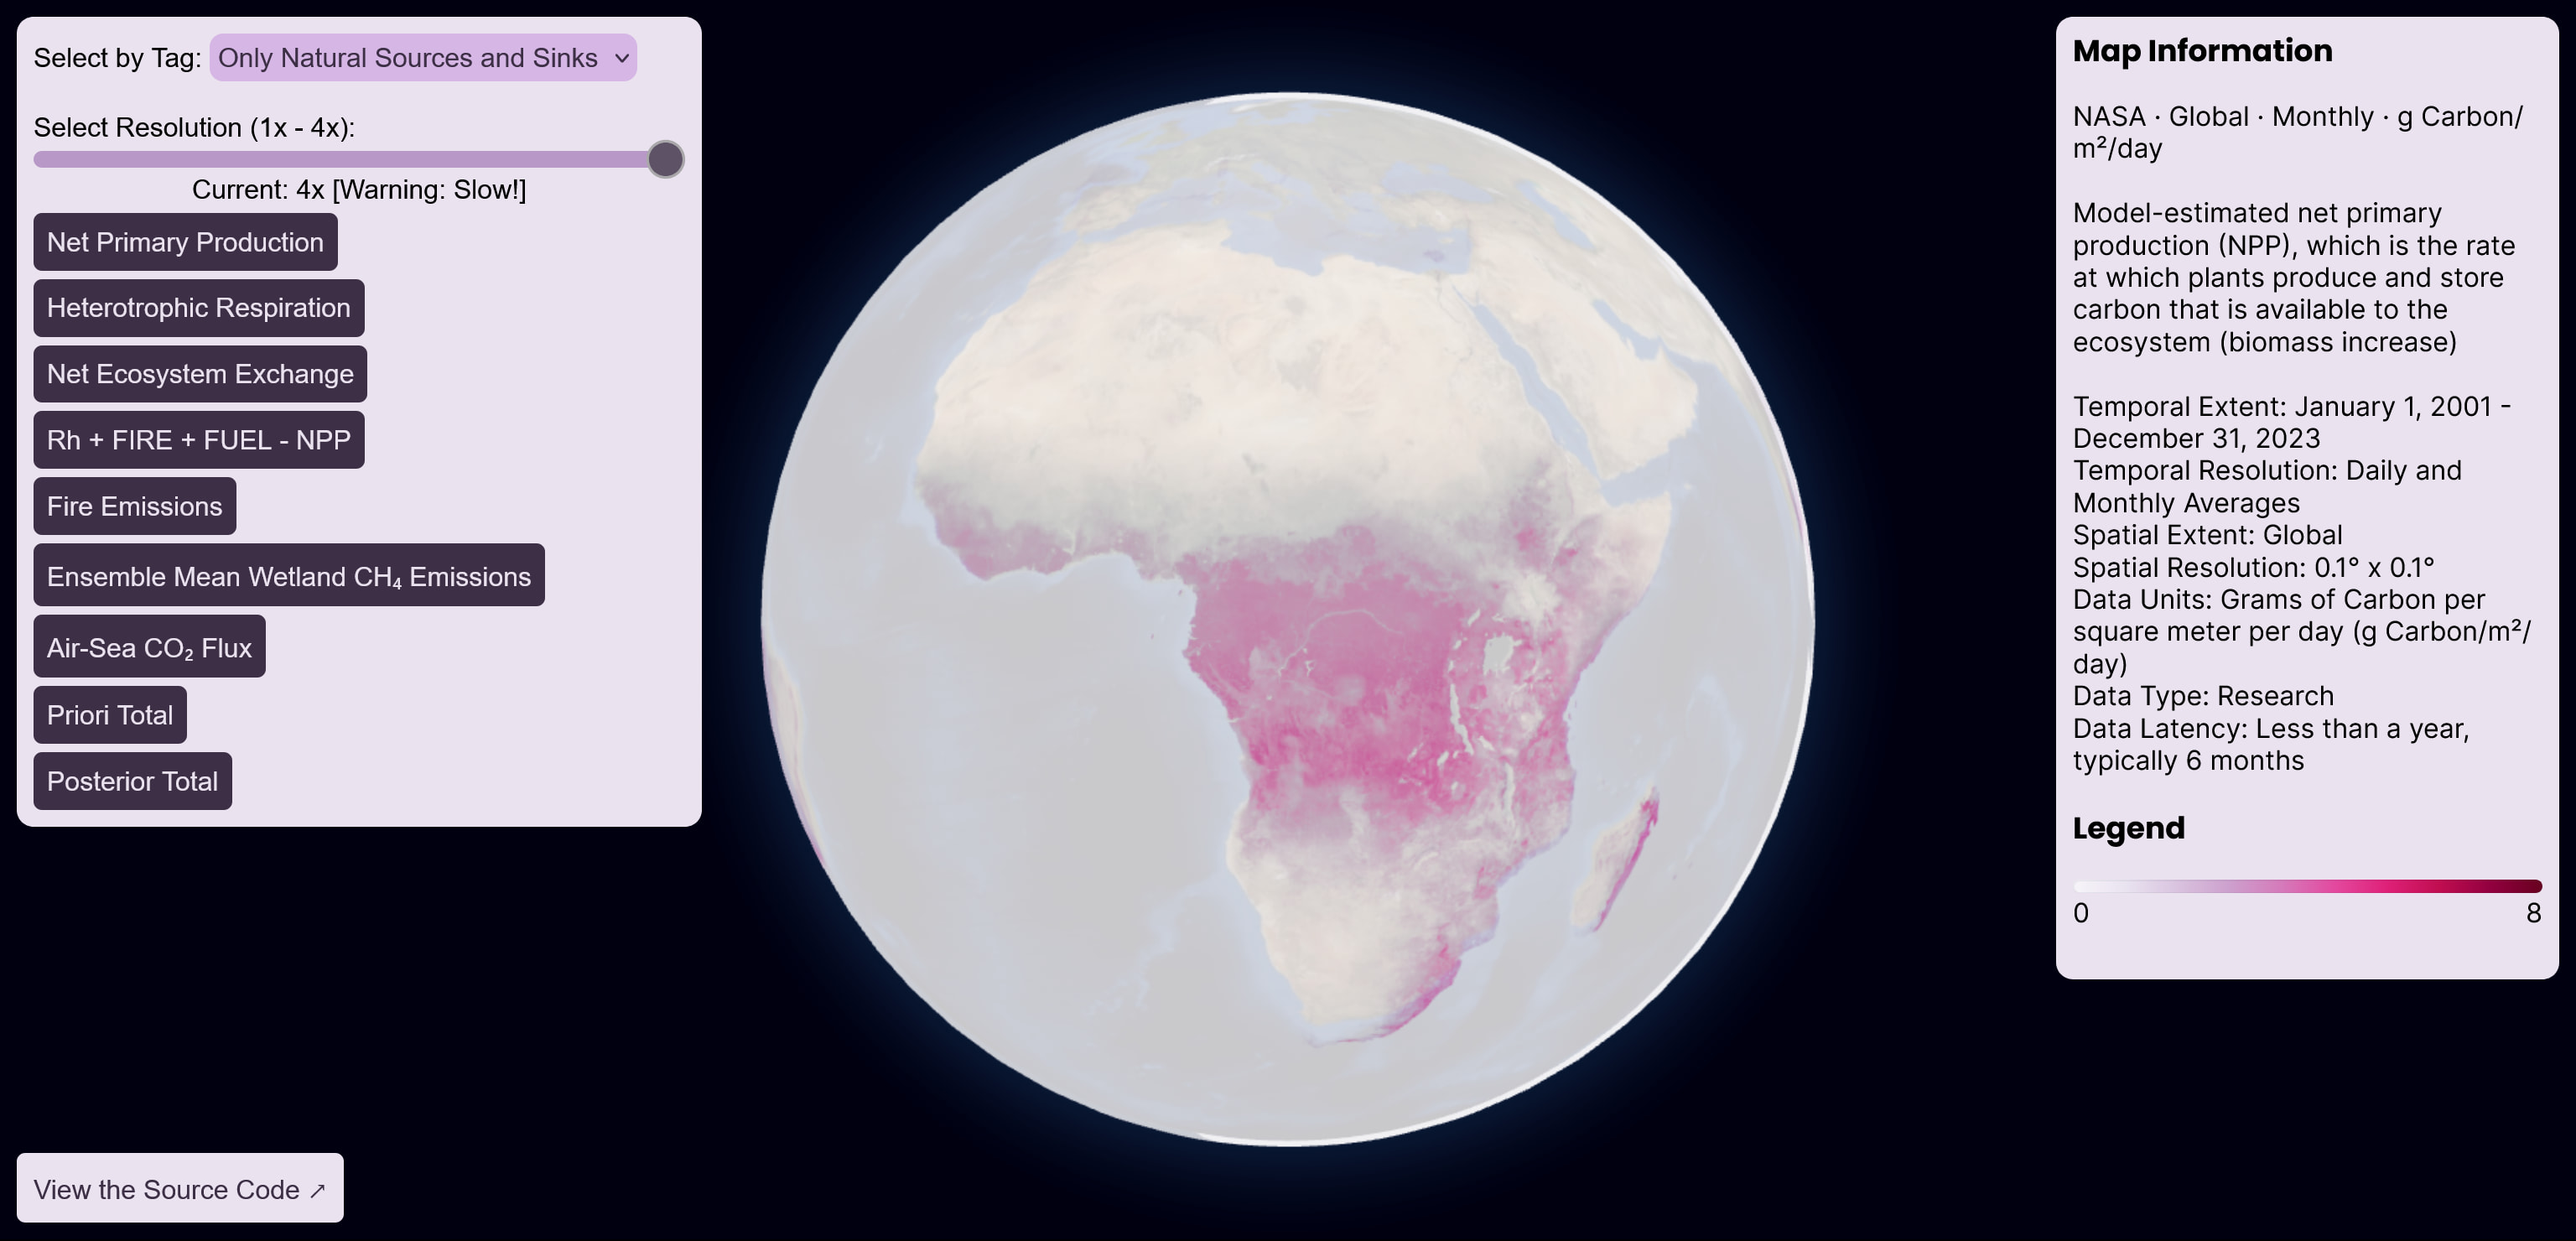 Select by Tag: Only Natural Sources and Sinks
Select Resolution (1x - 4x):
Current: 4x [Warning: Slow!]
Net Primary Production
Heterotrophic Respiration
Net Ecosystem Exchange
Rh + FIRE + FUEL - NPP
Fire Emissions
Ensemble Mean Wetland CH₄ Emissions
Air-Sea CO₂ Flux
Priori Total
Posterior Total
View the Source Code ↗
Map Information
NASA · Global · Monthly · g Carbon/
m²/day
Model-estimated net primary
production (NPP), which is the rate
at which plants produce and store
carbon that is available to the
ecosystem (biomass increase)
Temporal Extent: January 1, 2001 -
December 31, 2023
Temporal Resolution: Daily and
Monthly Averages
Spatial Extent: Global
Spatial Resolution: 0.1° x 0.1°
Data Units: Grams of Carbon per
square meter per day (g Carbon/m²/
day)
Data Type: Research
Data Latency: Less than a year,
typically 6 months
Legend
0 8